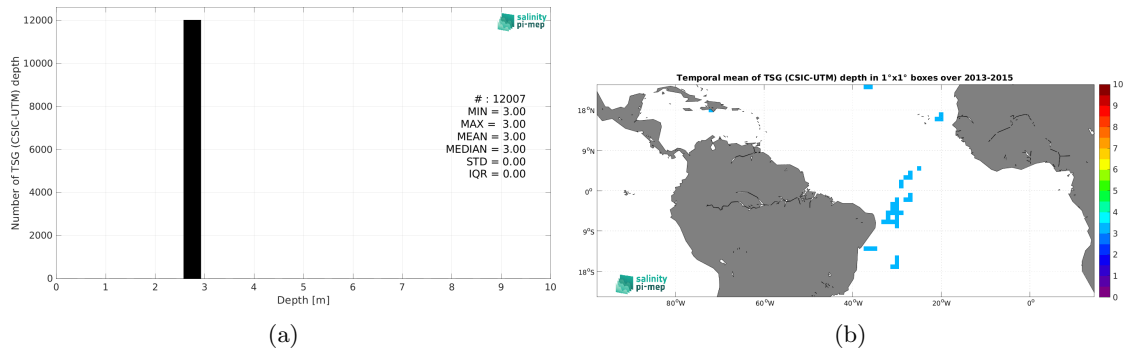 12000
10000
8000
6000
4000
2000
0
Number of TSG (CSIC-UTM) depth
0 1 2 3 4 5 6 7 8 9 10
Depth [m]
salinity
pi-mep
# : 12007
MIN = 3.00
MAX = 3.00
MEAN = 3.00
MEDIAN = 3.00
STD = 0.00
IQR = 0.00
(a)
Temporal mean of TSG (CSIC-UTM) depth in 1°x1° boxes over 2013-2015
18°N
9°N
0°
9°S
18°S
80°W 60°W 40°W 20°W 0°
salinity
pi-mep
10
9
8
7
6
5
4
3
2
1
0
(b)